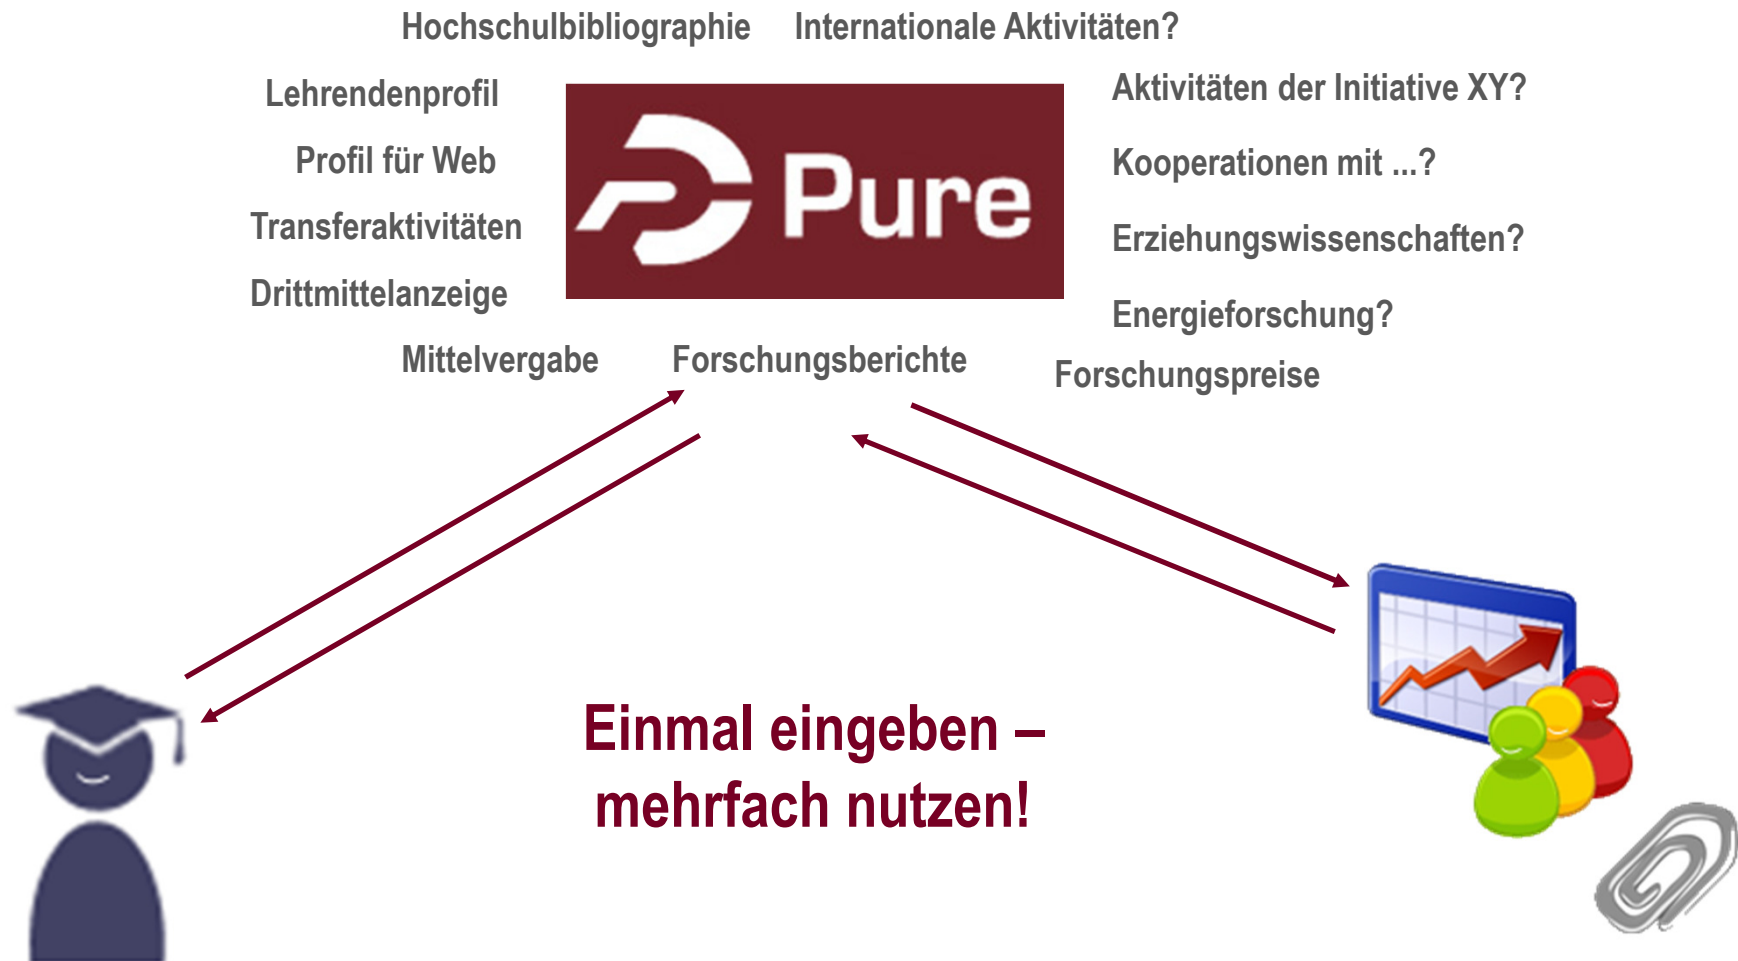 Hochschulbibliographie
Internationale Aktivitäten?
Lehrendenprofil
Aktivitäten der Initiative XY?
Profil für Web
Pure
Kooperationen mit ...?
Transferaktivitäten
Erziehungswissenschaften?
Drittmittelanzeige
Energieforschung?
Mittelvergabe
Forschungsberichte
Forschungspreise
Einmal eingeben –
mehrfach nutzen!